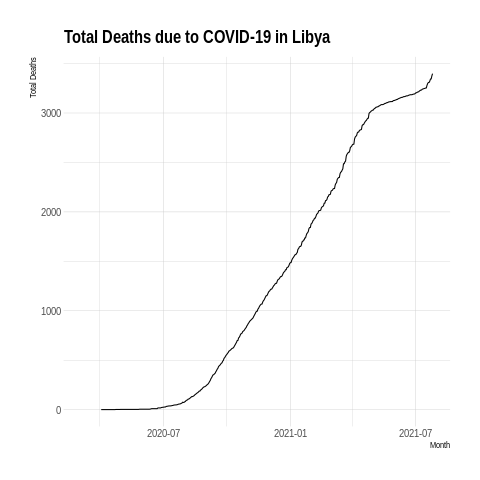 Total Deaths due to COVID-19 in Libya
Total Deaths
3000
2000
1000
0
2020-07
2021-01
2021-07
Month